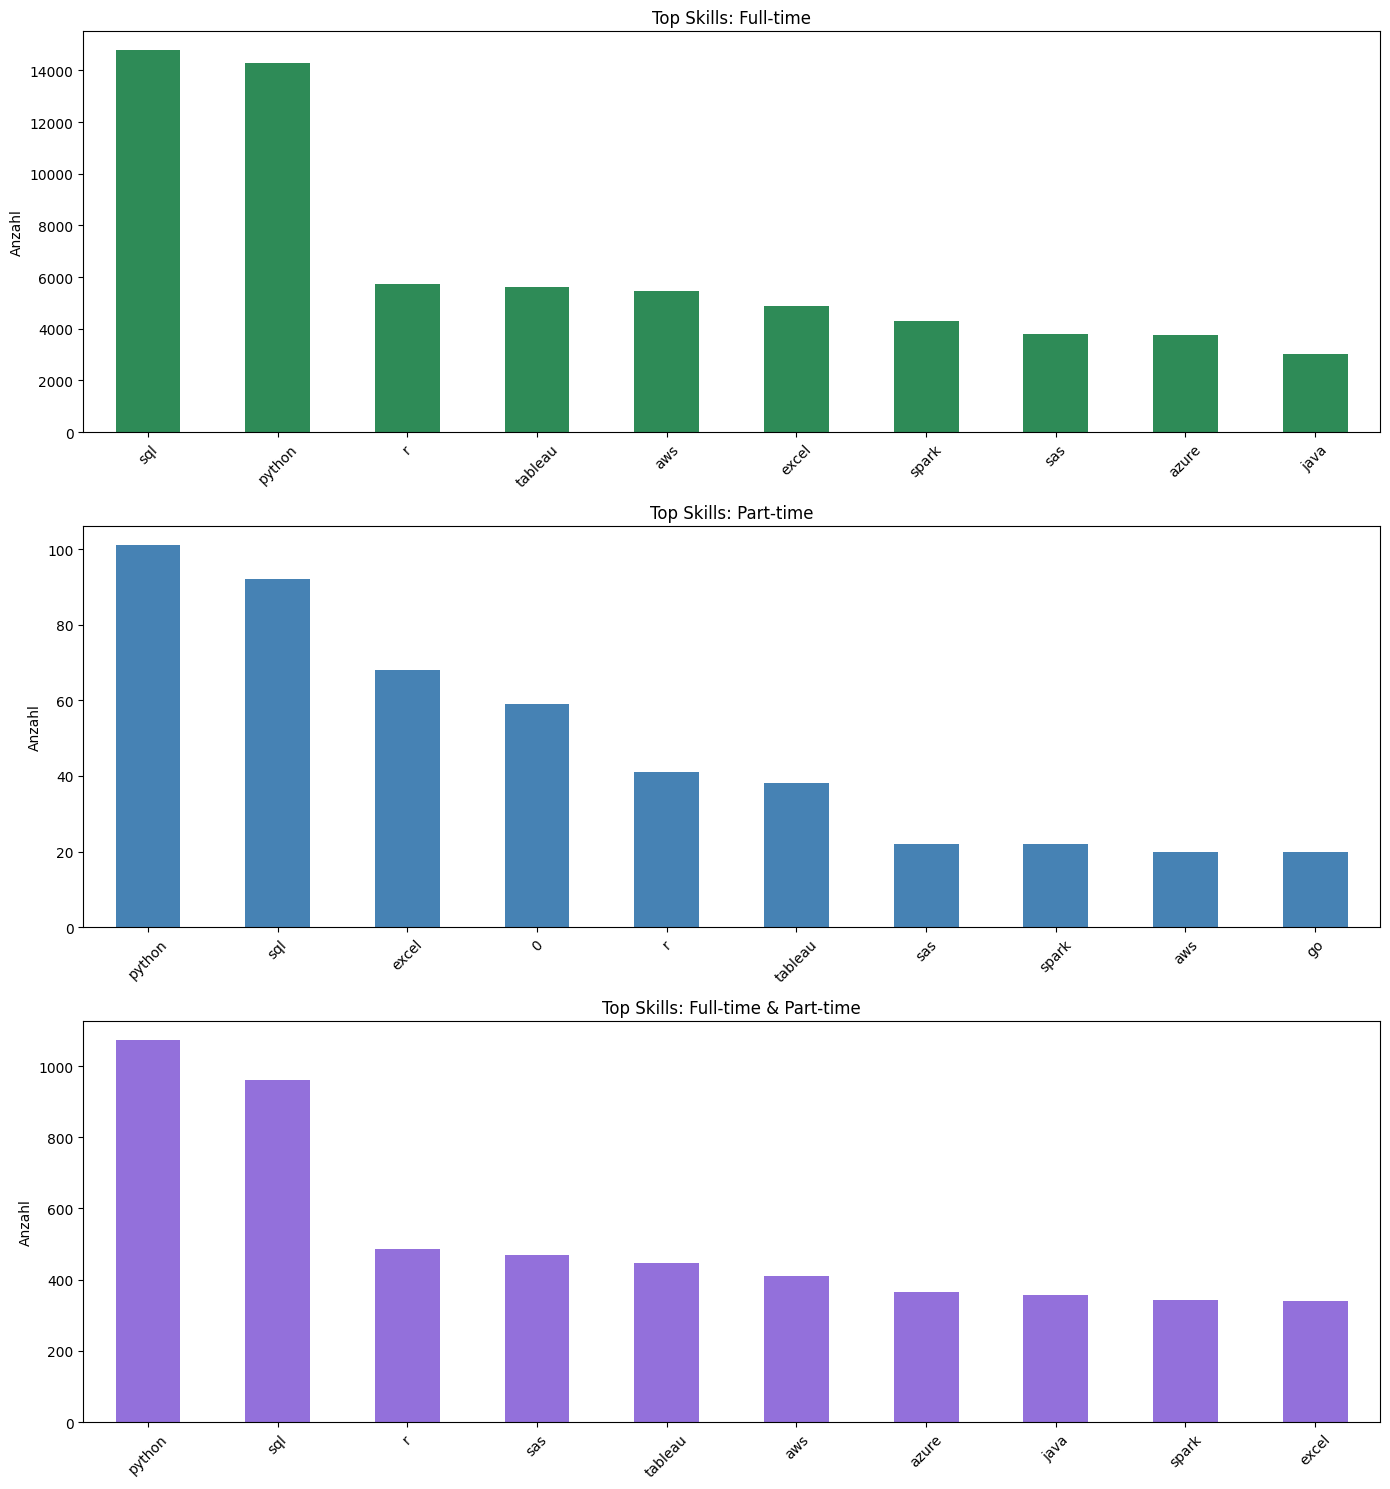 Top Skills: Full-time
Anzahl
14000
12000
10000
8000
6000
4000
2000
0
sql python r tableau aws excel spark sas azure java
Top Skills: Part-time
Anzahl
100
80
60
40
20
0
python sql excel 0 r tableau sas spark aws go
Top Skills: Full-time & Part-time
Anzahl
1000
800
600
400
200
0
python sql r sas tableau aws azure java spark excel